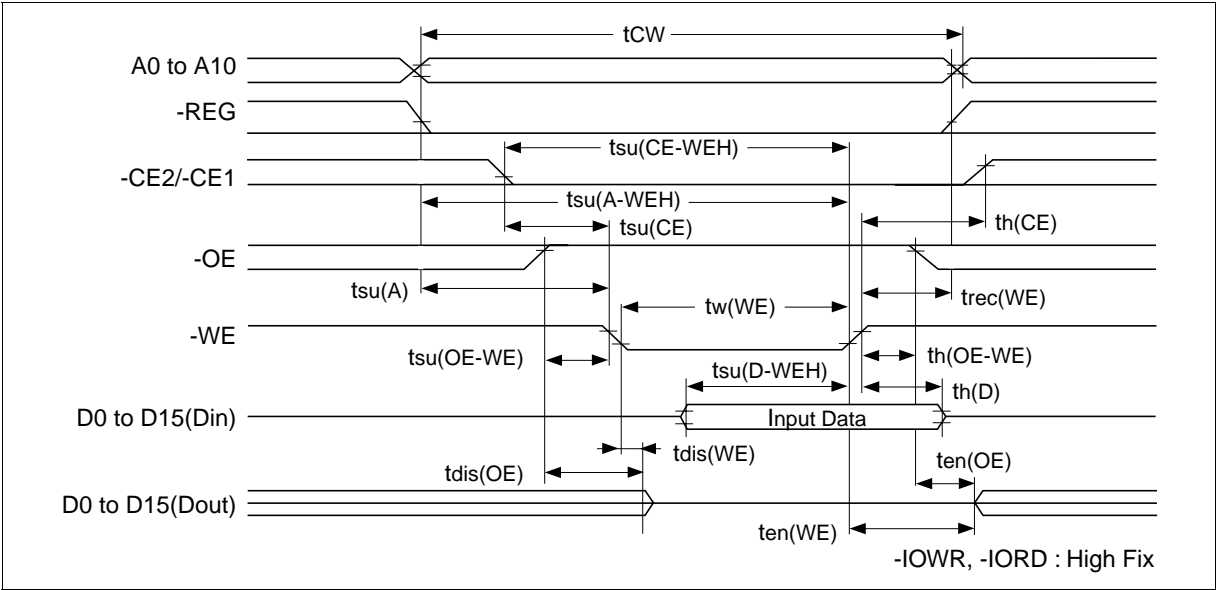 tCW
A0 to A10
-REG
tsu(CE-WEH)
-CE2/-CE1
tsu(A-WEH)
tsu(CE)
th(CE)
-OE
tsu(A)
trec(WE)
tw(WE)
-WE
tsu(OE-WE)
th(OE-WE)
tsu(D-WEH)
th(D)
D0 to D15(Din)
Input Data
tdis(WE)
tdis(OE)
ten(OE)
D0 to D15(Dout)
ten(WE)
-IOWR, -IORD : High Fix